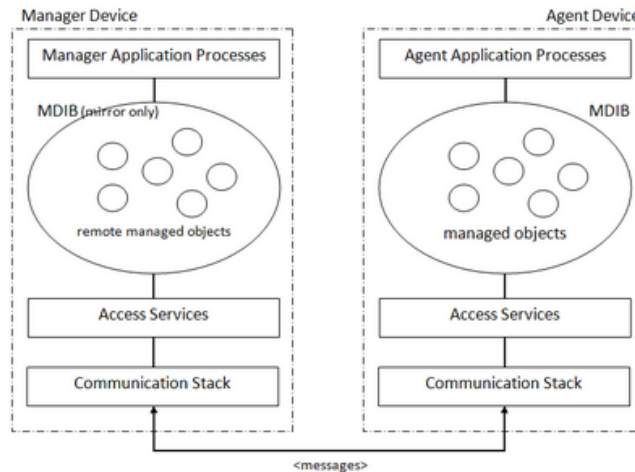 Manager Device
Manager Application Processes
MDIB (mirror only)
remote managed objects
Access Services
Communication Stack
Agent Device
Agent Application Processes
MDIB
managed objects
Access Services
Communication Stack
<messages>